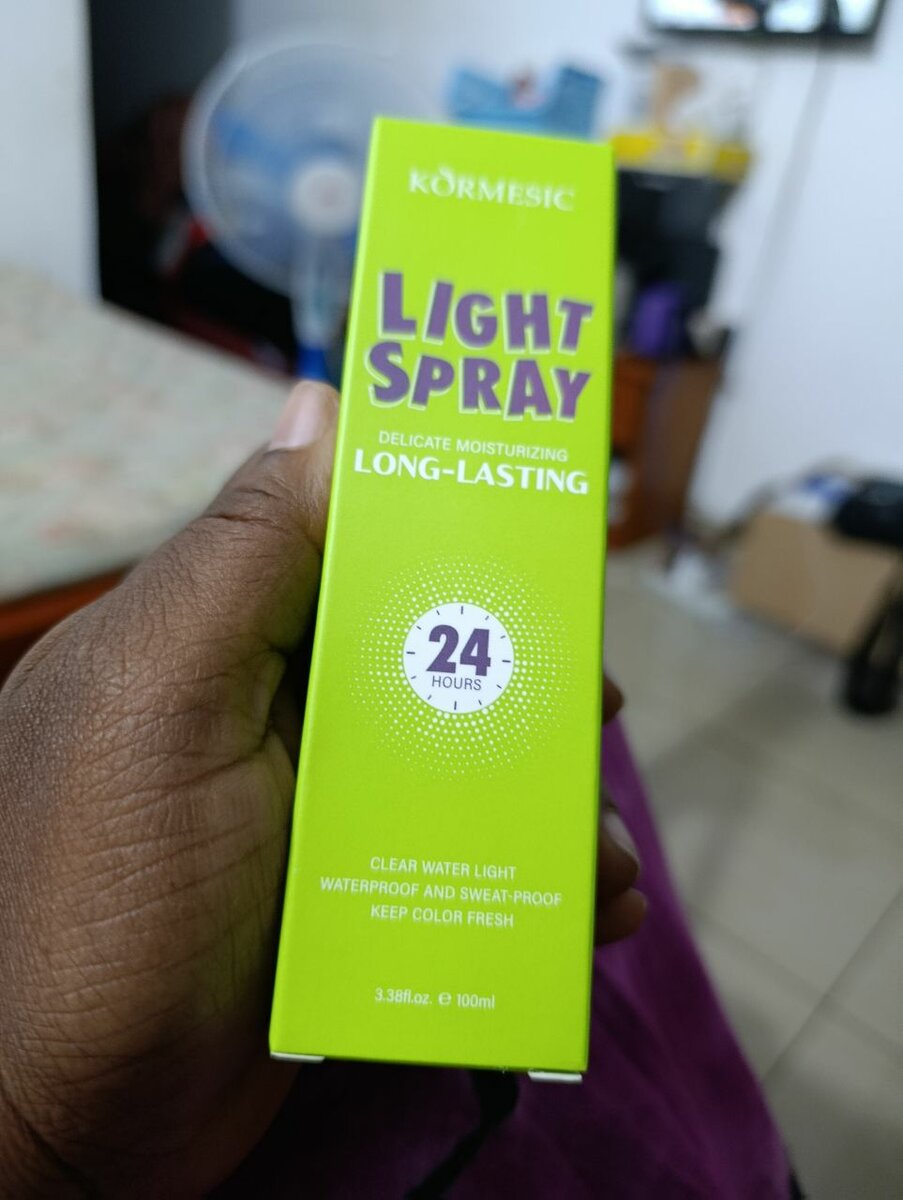 KORMESIC
LIGHT
SPRAY
DELICATE MOISTURIZING
LONG-LASTING
24
HOURS
CLEAR WATER LIGHT
WATERPROOF AND SWEAT-PROOF
KEEP COLOR FRESH
3.38fl.oz. ℮ 100ml